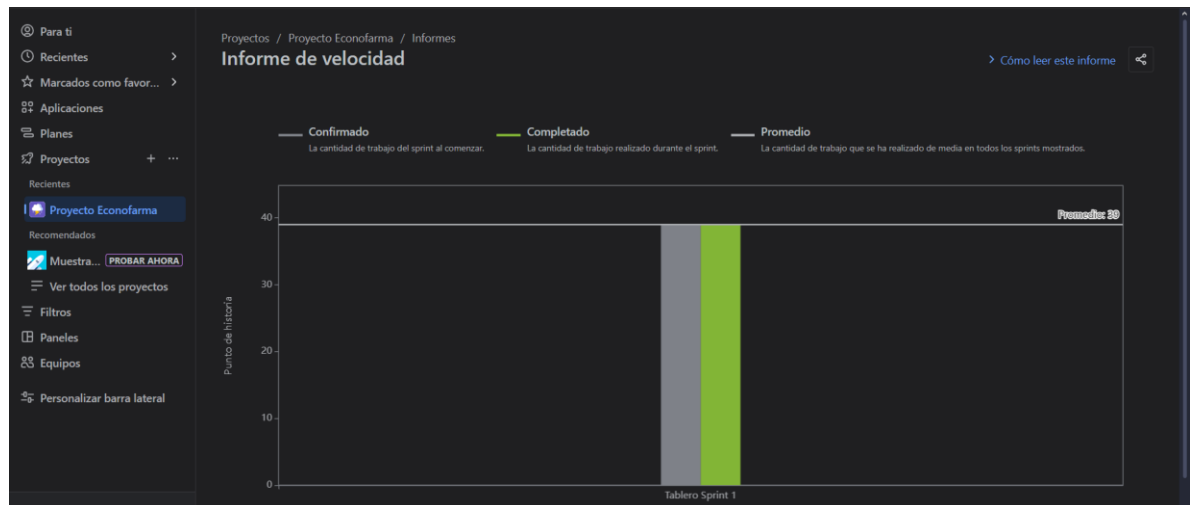 Para ti
Recientes
Marcados como favor...
Aplicaciones
Planes
Proyectos
Recientes
Proyecto Econofarma
Recomendados
Muestra... PROBAR AHORA
Ver todos los proyectos
Filtros
Paneles
Equipos
Personalizar barra lateral
Proyectos / Proyecto Econofarma / Informes
Informe de velocidad
Cómo leer este informe
Confirmado
La cantidad de trabajo del sprint al comenzar.
Completado
La cantidad de trabajo realizado durante el sprint.
Promedio
La cantidad de trabajo que se ha realizado de media en todos los sprints mostrados.
Promedio: 39
Punto de historia
40
30
20
10
0
Tablero Sprint 1